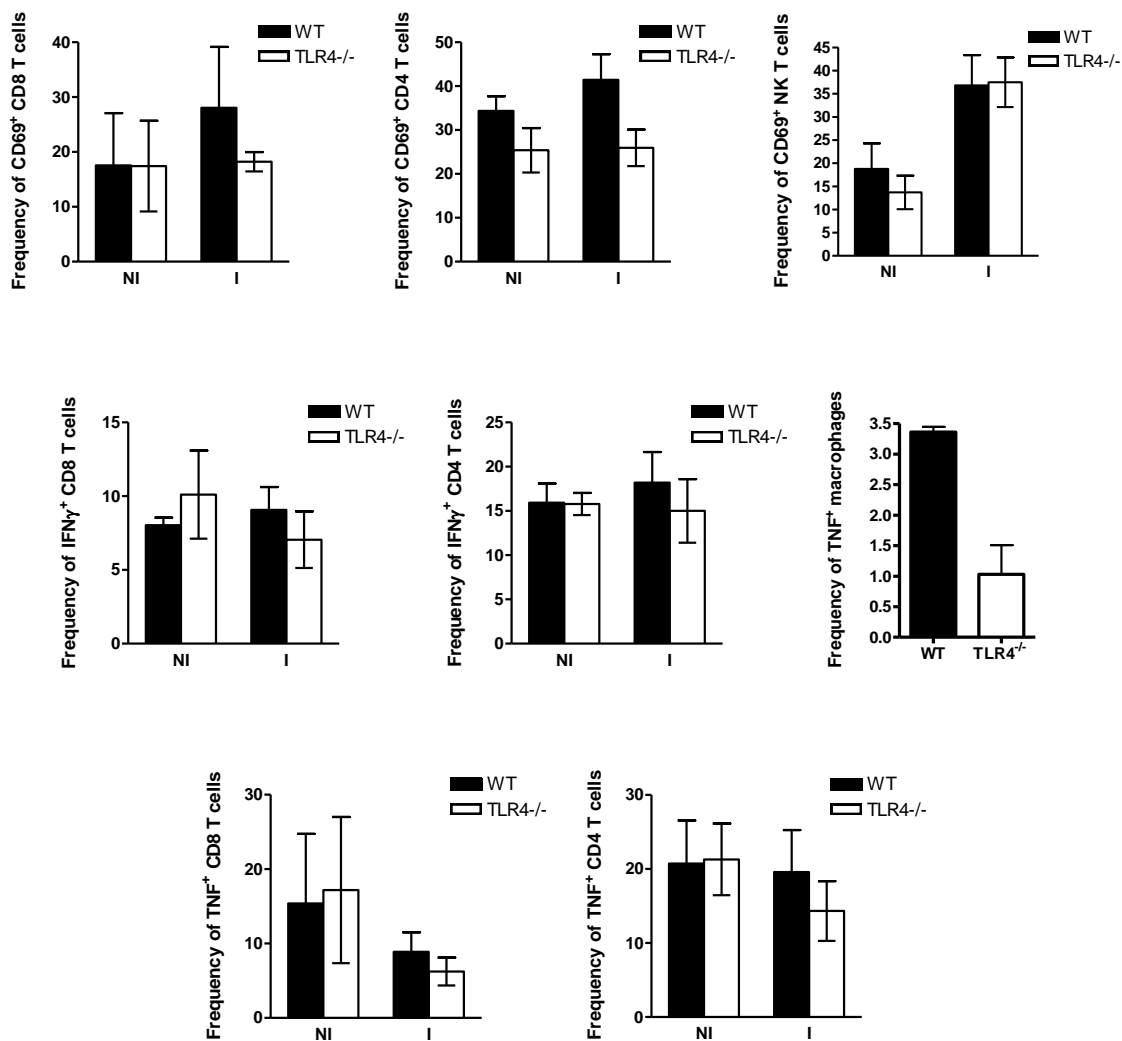 Frequency of CD69+ CD8 T cells
40
30
20
10
0
NI
I
WT
TLR4-/-
Frequency of CD69+ CD4 T cells
50
40
30
20
10
0
NI
I
WT
TLR4-/-
Frequency of CD69+ NK T cells
45
40
35
30
25
20
15
10
5
0
NI
I
WT
TLR4-/-
Frequency of IFNγ+ CD8 T cells
15
10
5
0
NI
I
WT
TLR4-/-
Frequency of IFNγ+ CD4 T cells
25
20
15
10
5
0
NI
I
WT
TLR4-/-
Frequency of TNF+ macrophages
3.5
3.0
2.5
2.0
1.5
1.0
0.5
0.0
WT
TLR4-/-
Frequency of TNF+ CD8 T cells
30
20
10
0
NI
I
WT
TLR4-/-
Frequency of TNF+ CD4 T cells
30
20
10
0
NI
I
WT
TLR4-/-